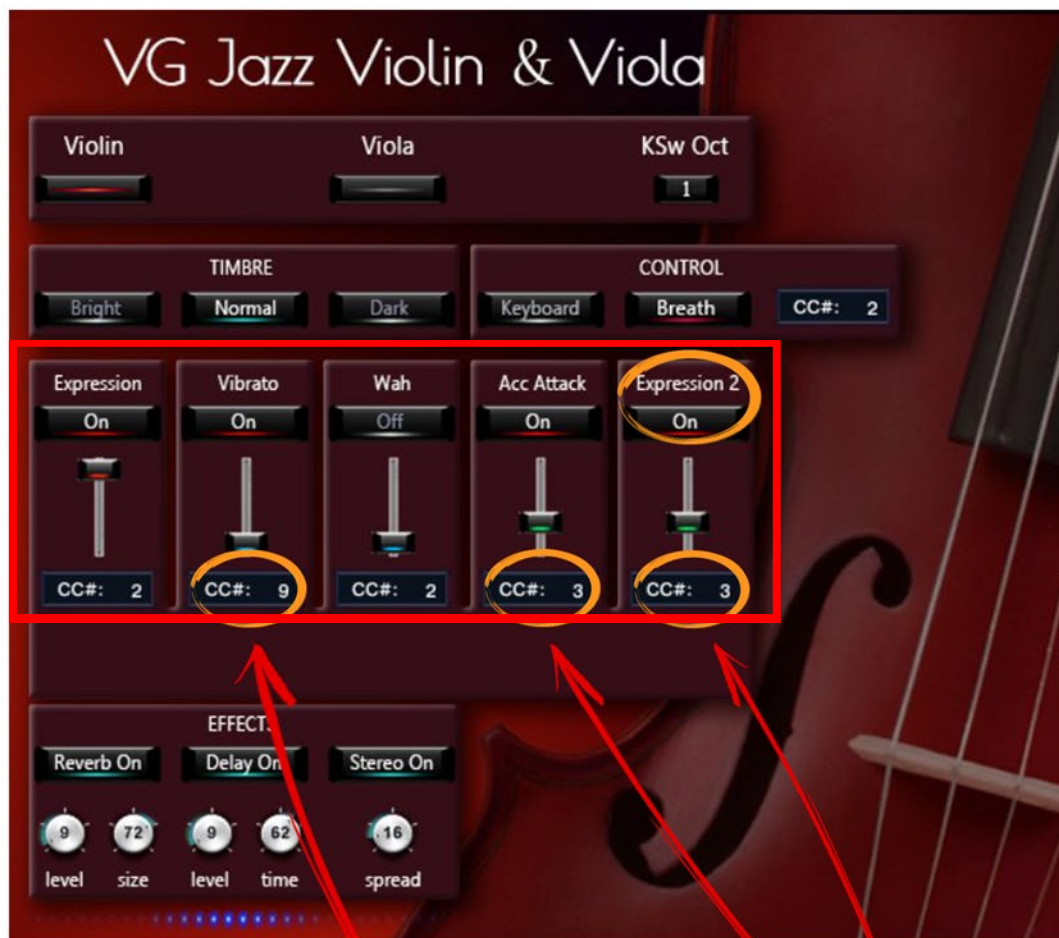 VG Jazz Violin & Viola
Violin Viola KSw Oct
1
TIMBRE CONTROL
Bright Normal Dark Keyboard Breath CC#: 2
Expression Vibrato Wah Acc Attack Expression 2
On On Off On On
CC#: 2 CC#: 9 CC#: 2 CC#: 3 CC#: 3
EFFECTS
Reverb On Delay On Stereo On
9 72 9 62 16
level size level time spread